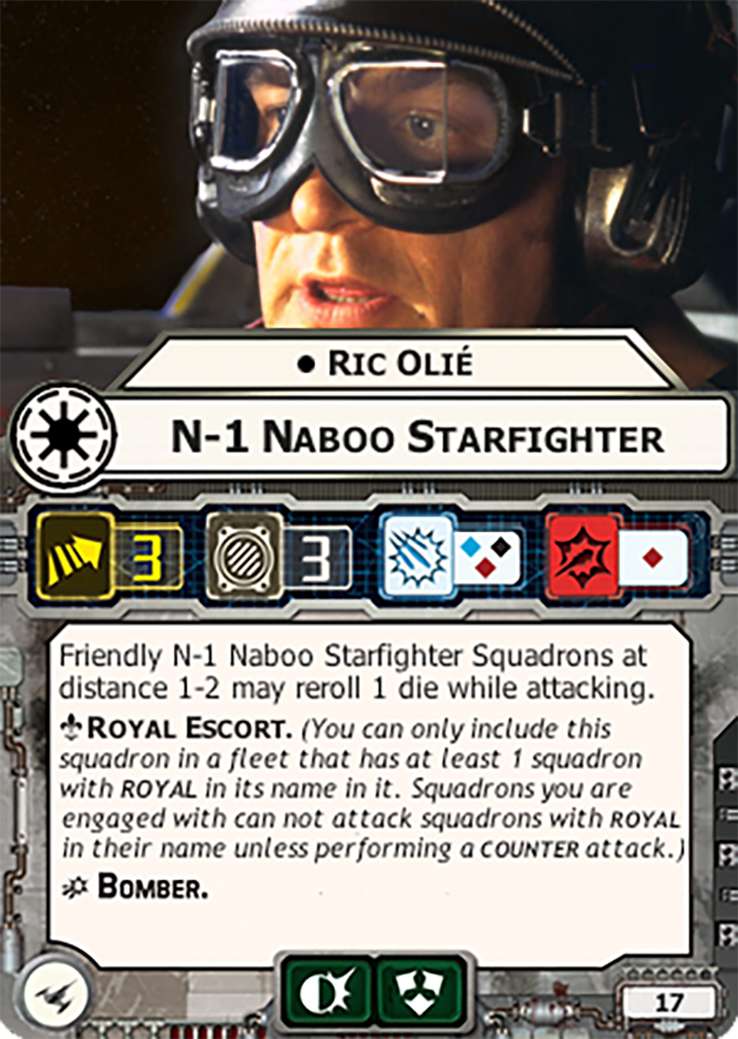 • Ric Olié
N-1 Naboo Starfighter
3 3
Friendly N-1 Naboo Starfighter Squadrons at
distance 1-2 may reroll 1 die while attacking.
Royal Escort. (You can only include this
squadron in a fleet that has at least 1 squadron
with ROYAL in its name in it. Squadrons you are
engaged with can not attack squadrons with ROYAL
in their name unless performing a COUNTER attack.)
Bomber.
17